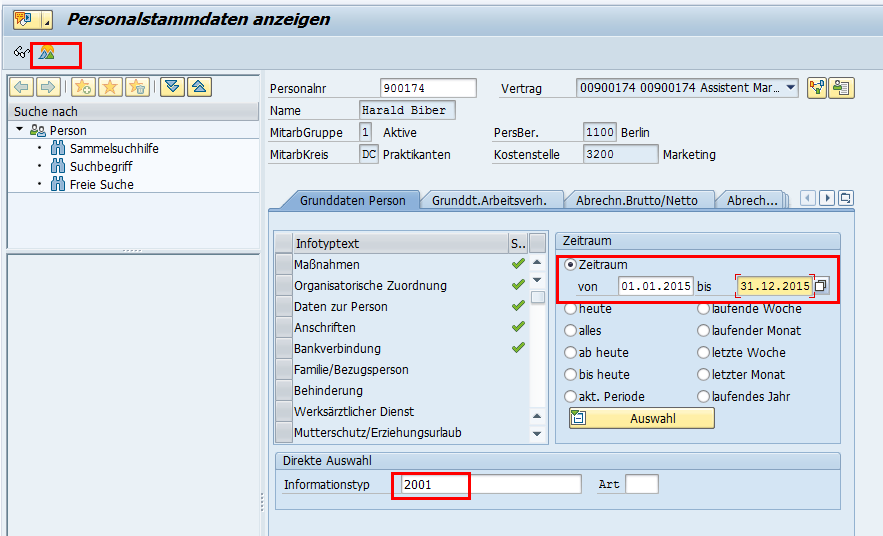 Personalstammdaten anzeigen
Personalnr 900174 Vertrag 00900174 00900174 Assistent Mar...
Name Harald Biber
MitarbGruppe 1 Aktive PersBer. 1100 Berlin
MitarbKreis DC Praktikanten Kostenstelle 3200 Marketing
Suche nach
Person
Sammelsuchhilfe
Suchbegriff
Freie Suche
Grunddaten Person Grunddt.Arbeitsverh. Abrechn.Brutto/Netto Abrech...
Infotyptext S..
Maßnahmen
Organisatorische Zuordnung
Daten zur Person
Anschriften
Bankverbindung
Familie/Bezugsperson
Behinderung
Werksärztlicher Dienst
Mutterschutz/Erziehungsurlaub
Zeitraum
Zeitraum
von 01.01.2015 bis 31.12.2015
heute laufende Woche
alles laufender Monat
ab heute letzte Woche
bis heute letzter Monat
akt. Periode laufendes Jahr
Auswahl
Direkte Auswahl
Informationstyp 2001 Art